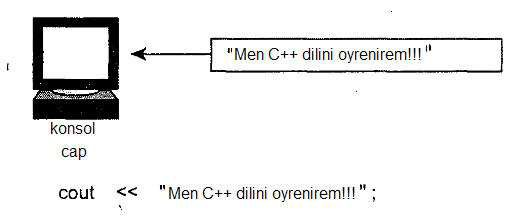 "Men C++ dilini oyrenirem!!! "
konsol
cap
cout << "Men C++ dilini oyrenirem!!! " ;